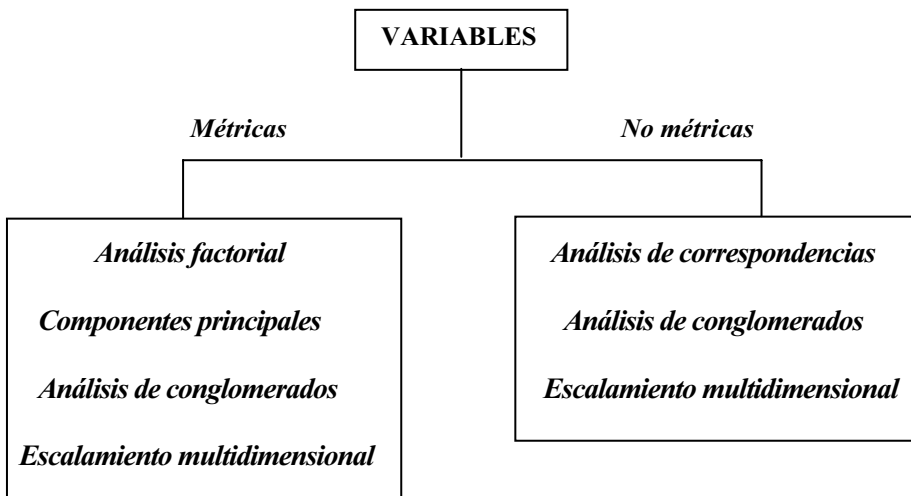 VARIABLES
Métricas
No métricas
Análisis factorial
Componentes principales
Análisis de conglomerados
Escalamiento multidimensional
Análisis de correspondencias
Análisis de conglomerados
Escalamiento multidimensional